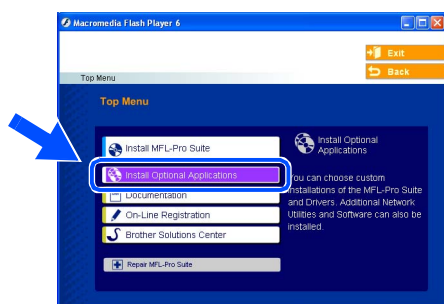 Macromedia Flash Player 6
Exit
Back
Top Menu
Top Menu
Install MFL-Pro Suite
Install Optional Applications
Documentation
On-Line Registration
Brother Solutions Center
Repair MFL-Pro Suite
Install Optional
Applications
You can choose custom
installations of the MFL-Pro Suite
and Drivers. Additional Network
Utilities and Software can also be
installed.